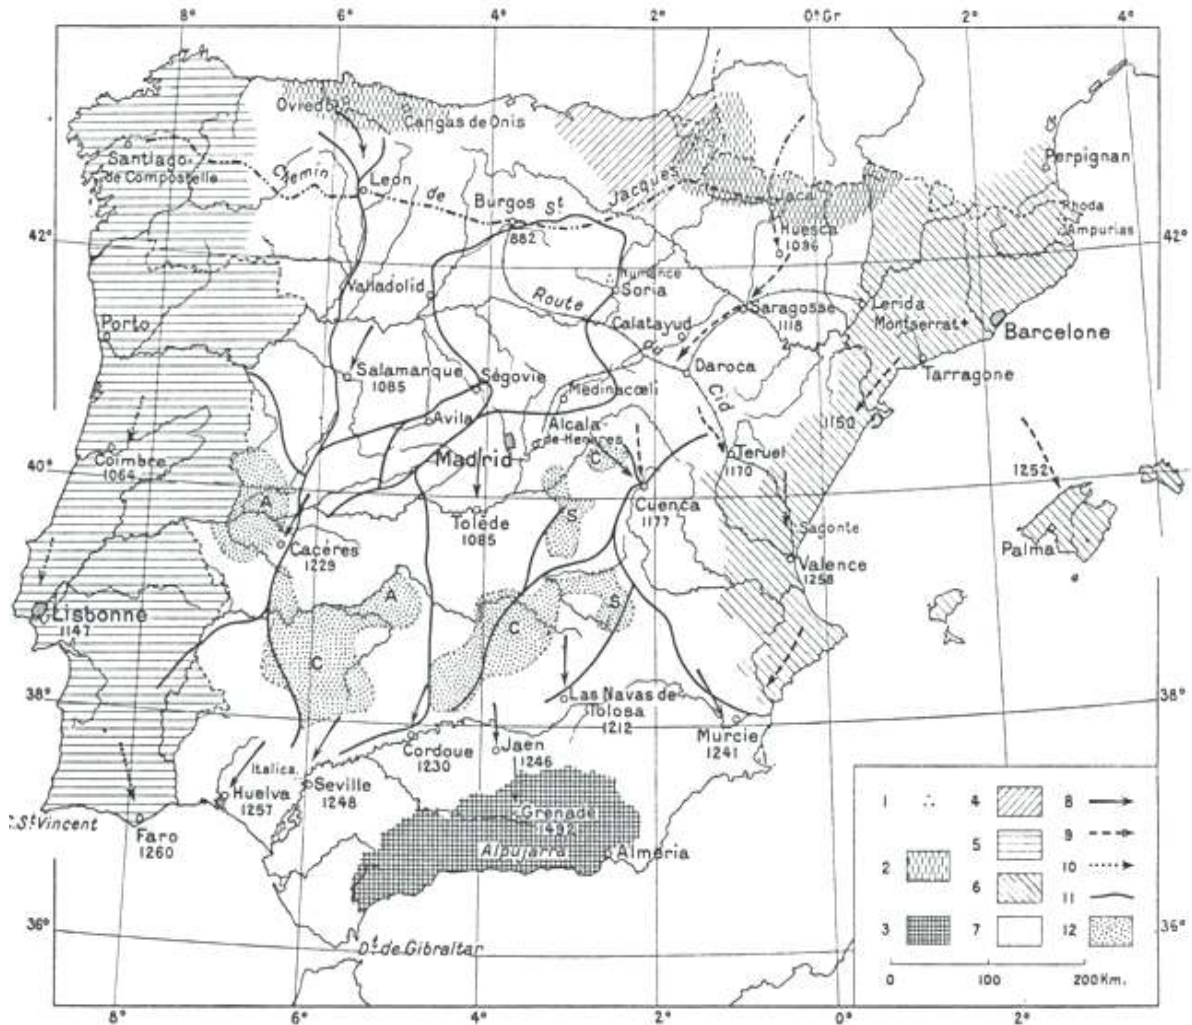 8° 6° 4° 2° 0° Gr 2° 4°
Oviedo
Cangas de Onis
Santiago
de Compostelle
Chemin
León
de
Burgos
882
St
Jacques
Jaca
Perpignan
Rhoda
Ampurias
42°
42°
Huesca
1096
Numance
Soria
Valladolid
Route
Saragosse
1118
Lerida
Montserrat
Barcelone
Porto
Calatayud
Daroca
Tarragone
Salamanque
1085
Ségovie
Medinacœli
Cid
1150
Avila
Alcala
de-Henares
Coimbre
1064
40°
40°
Madrid
C
Teruel
1170
1252
A
Tolède
1085
S
Cuenca
1177
Sagonte
Palma
Cacéres
1229
Valence
1258
Lisbonne
1147
A
C
C
S
38°
38°
Las Navas de
Tolosa
1212
Murcie
1241
Cordoue
1230
Jaen
1246
Italica
Huelva
1257
Seville
1248
Grenade
1492
C. St Vincent
Faro
1260
Alpujarra
Almeria
36°
36°
Dt de Gibraltar
1 4 8
5 9
2 10
6 11
3 7 12
0 100 200 Km.
8° 6° 4° 2° 0° 2°